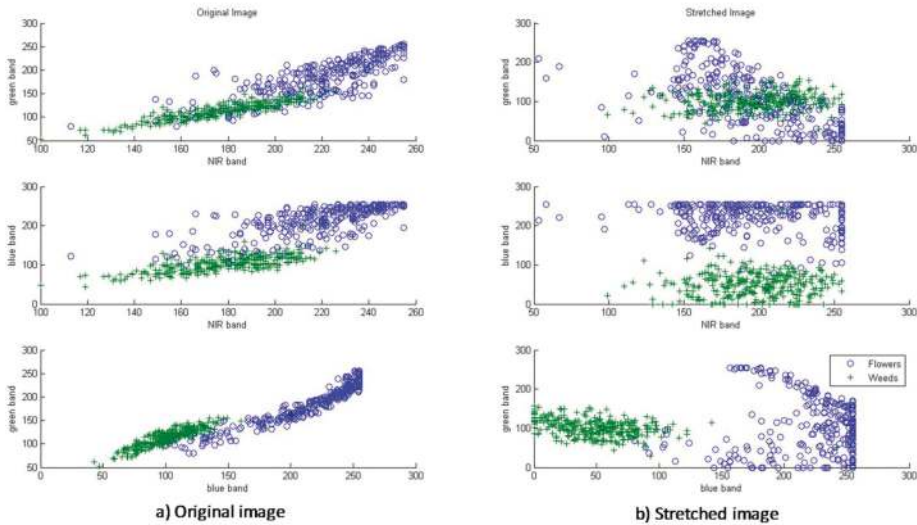 Original Image
300
250
200
150
100
50
green band
100 120 140 160 180 200 220 240 260
NIR band
Stretched Image
300
200
100
0
green band
50 100 150 200 250 300
NIR band
300
200
100
0
blue band
100 120 140 160 180 200 220 240 260
NIR band
300
200
100
0
blue band
50 100 150 200 250 300
NIR band
300
250
200
150
100
50
green band
0 50 100 150 200 250 300
blue band
300
200
100
0
green band
Flowers
Weeds
0 50 100 150 200 250 300
blue band
a) Original image
b) Stretched image